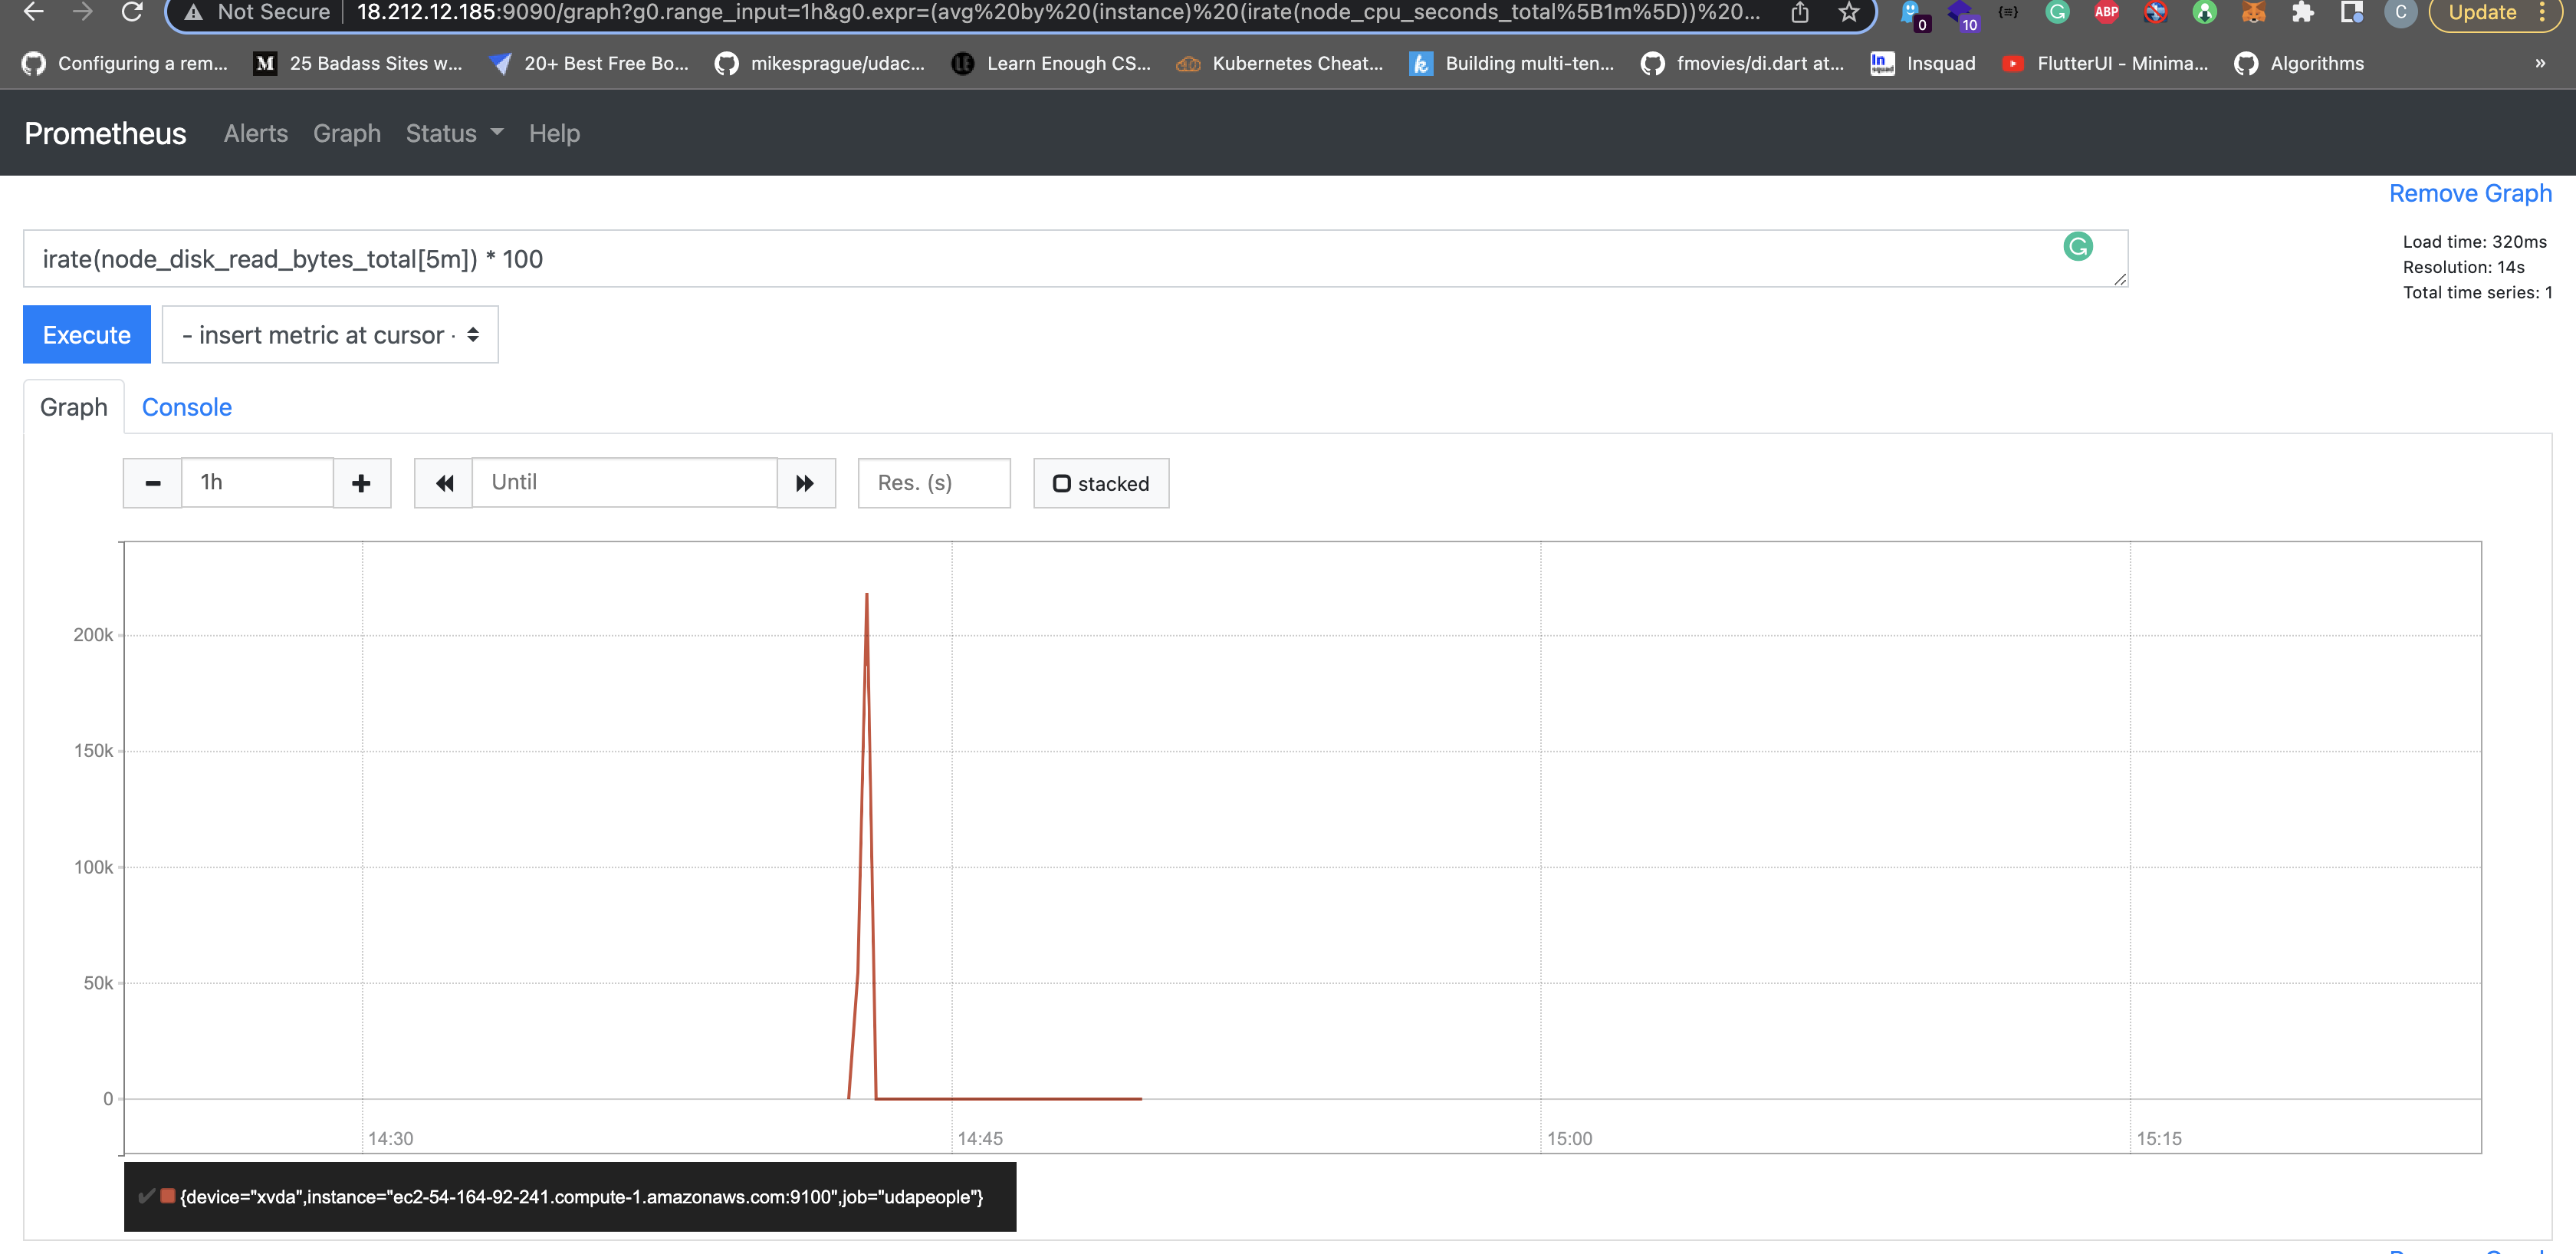 Not Secure 18.212.12.185:9090/graph?g0.range_input=1h&g0.expr=(avg%20by%20(instance)%20(irate(node_cpu_seconds_total%5B1m%5D))%20... 0 10 ABP C Update
Configuring a rem... M 25 Badass Sites w... 20+ Best Free Bo... mikesprague/udac... Learn Enough CS... Kubernetes Cheat... k Building multi-ten... fmovies/di.dart at... In squad Insquad FlutterUI - Minima... Algorithms »
Prometheus Alerts Graph Status Help
Remove Graph
irate(node_disk_read_bytes_total[5m]) * 100
Load time: 320ms
Resolution: 14s
Total time series: 1
Execute - insert metric at cursor -
Graph Console
1h Until Res. (s) stacked
200k
150k
100k
50k
0
14:30 14:45 15:00 15:15
{device="xvda",instance="ec2-54-164-92-241.compute-1.amazonaws.com:9100",job="udapeople"}